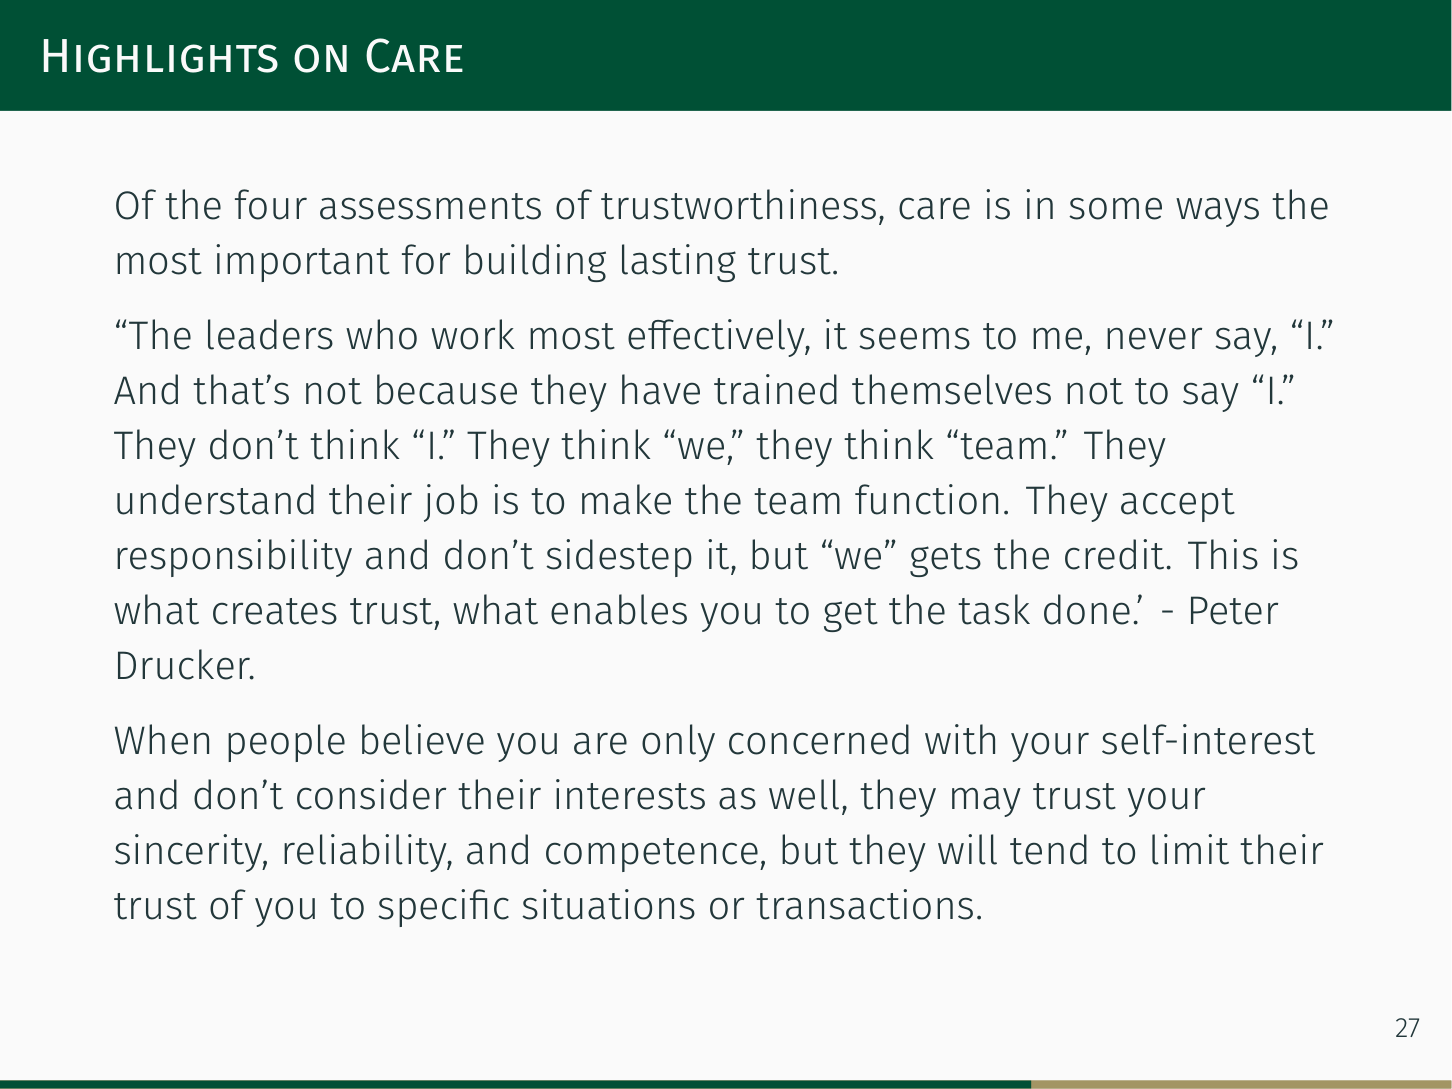 Highlights on Care
Of the four assessments of trustworthiness, care is in some ways the
most important for building lasting trust.
“The leaders who work most effectively, it seems to me, never say, “I.”
And that’s not because they have trained themselves not to say “I.”
They don’t think “I.” They think “we,” they think “team.” They
understand their job is to make the team function. They accept
responsibility and don’t sidestep it, but “we” gets the credit. This is
what creates trust, what enables you to get the task done.’ - Peter
Drucker.
When people believe you are only concerned with your self-interest
and don’t consider their interests as well, they may trust your
sincerity, reliability, and competence, but they will tend to limit their
trust of you to specific situations or transactions.
27